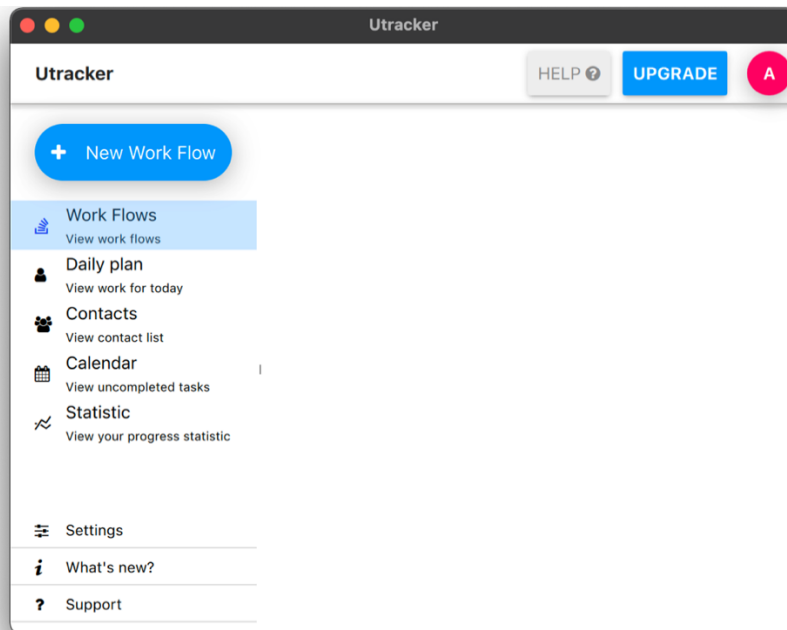 Utracker
Utracker
HELP
UPGRADE
A
New Work Flow
Work Flows
View work flows
Daily plan
View work for today
Contacts
View contact list
Calendar
View uncompleted tasks
Statistic
View your progress statistic
Settings
What's new?
Support